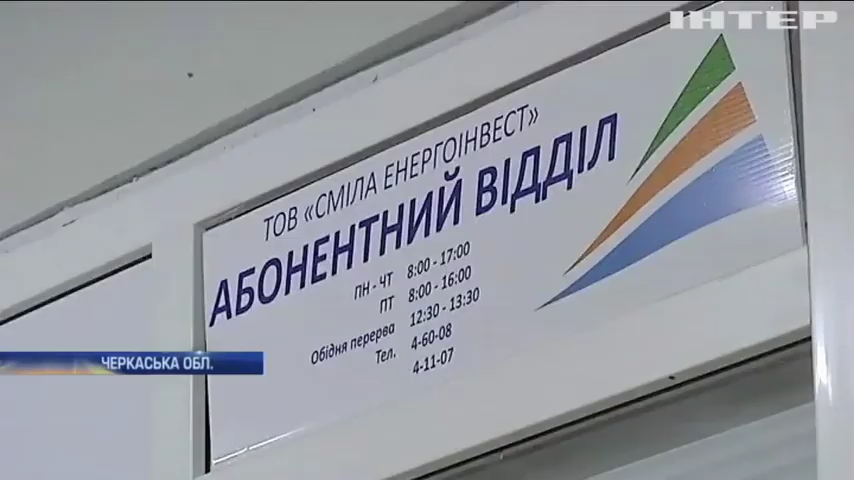 ІНТЕР
ТОВ «СМІЛА ЕНЕРГОІНВЕСТ»
АБОНЕНТНИЙ ВІДДІЛ
ПН - ЧТ 8:00 - 17:00
ПТ 8:00 - 16:00
Обідня перерва 12:30 - 13:30
Тел. 4-60-08
4-11-07
ЧЕРКАСЬКА ОБЛ.